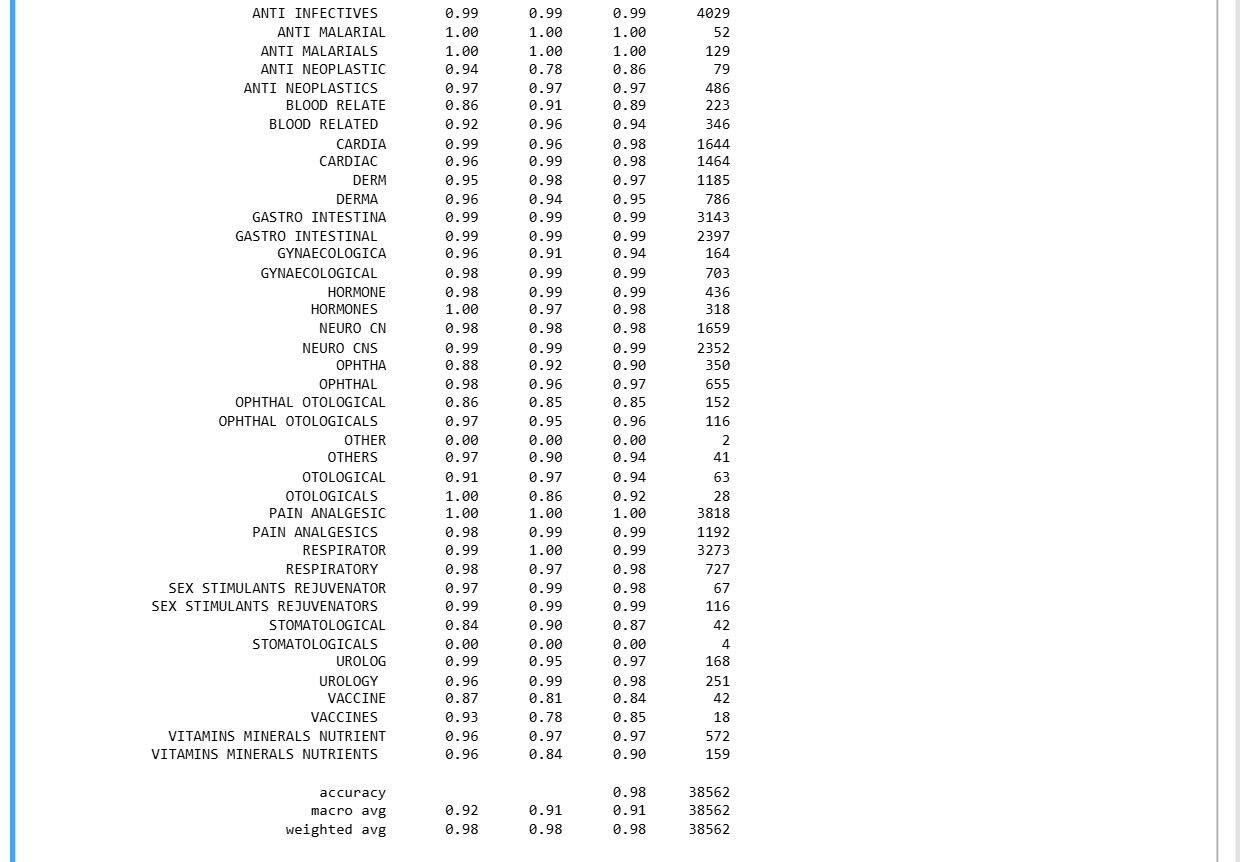 ANTI INFECTIVES 0.99 0.99 0.99 4029
ANTI MALARIAL 1.00 1.00 1.00 52
ANTI MALARIALS 1.00 1.00 1.00 129
ANTI NEOPLASTIC 0.94 0.78 0.86 79
ANTI NEOPLASTICS 0.97 0.97 0.97 486
BLOOD RELATE 0.86 0.91 0.89 223
BLOOD RELATED 0.92 0.96 0.94 346
CARDIA 0.99 0.96 0.98 1644
CARDIAC 0.96 0.99 0.98 1464
DERM 0.95 0.98 0.97 1185
DERMA 0.96 0.94 0.95 786
GASTRO INTESTINA 0.99 0.99 0.99 3143
GASTRO INTESTINAL 0.99 0.99 0.99 2397
GYNAECOLOGICA 0.96 0.91 0.94 164
GYNAECOLOGICAL 0.98 0.99 0.99 703
HORMONE 0.98 0.99 0.99 436
HORMONES 1.00 0.97 0.98 318
NEURO CN 0.98 0.98 0.98 1659
NEURO CNS 0.99 0.99 0.99 2352
OPHTHA 0.88 0.92 0.90 350
OPHTHAL 0.98 0.96 0.97 655
OPHTHAL OTOLOGICAL 0.86 0.85 0.85 152
OPHTHAL OTOLOGICALS 0.97 0.95 0.96 116
OTHER 0.00 0.00 0.00 2
OTHERS 0.97 0.90 0.94 41
OTOLOGICAL 0.91 0.97 0.94 63
OTOLOGICALS 1.00 0.86 0.92 28
PAIN ANALGESIC 1.00 1.00 1.00 3818
PAIN ANALGESICS 0.98 0.99 0.99 1192
RESPIRATOR 0.99 1.00 0.99 3273
RESPIRATORY 0.98 0.97 0.98 727
SEX STIMULANTS REJUVENATOR 0.97 0.99 0.98 67
SEX STIMULANTS REJUVENATORS 0.99 0.99 0.99 116
STOMATOLOGICAL 0.84 0.90 0.87 42
STOMATOLOGICALS 0.00 0.00 0.00 4
UROLOG 0.99 0.95 0.97 168
UROLOGY 0.96 0.99 0.98 251
VACCINE 0.87 0.81 0.84 42
VACCINES 0.93 0.78 0.85 18
VITAMINS MINERALS NUTRIENT 0.96 0.97 0.97 572
VITAMINS MINERALS NUTRIENTS 0.96 0.84 0.90 159
accuracy 0.98 38562
macro avg 0.92 0.91 0.91 38562
weighted avg 0.98 0.98 0.98 38562